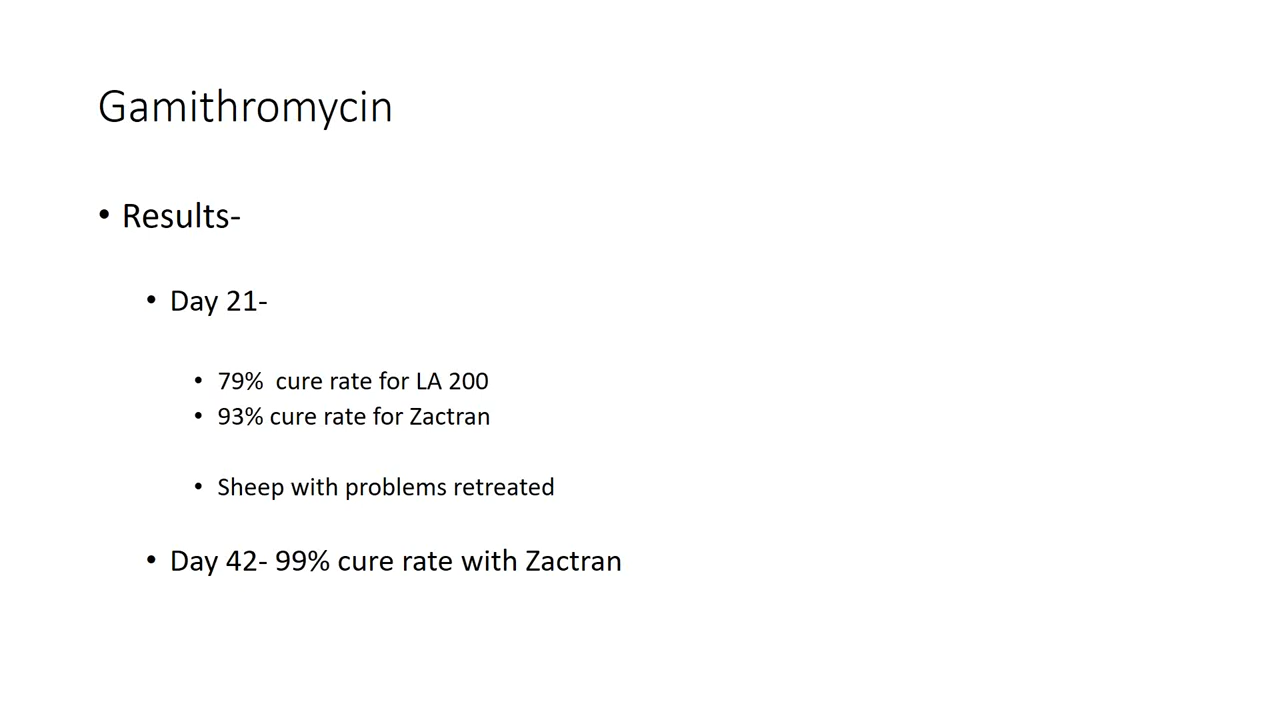 Gamithromycin
• Results-
• Day 21-
• 79%  cure rate for LA 200
• 93% cure rate for Zactran
• Sheep with problems retreated
• Day 42- 99% cure rate with Zactran